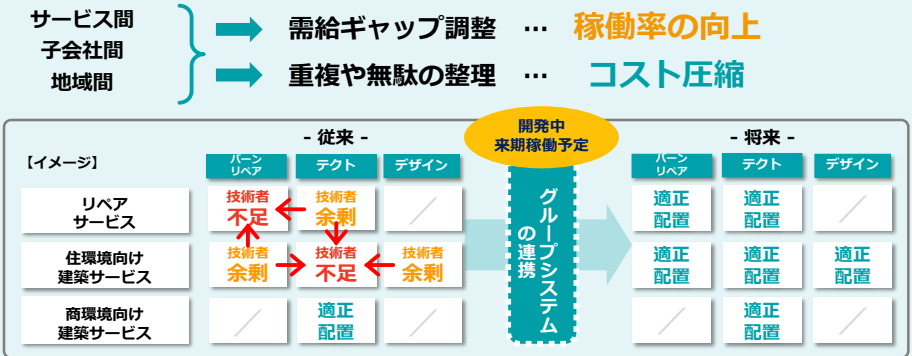 サービス間
子会社間
地域間
需給ギャップ調整 … 稼働率の向上
重複や無駄の整理 … コスト圧縮
開発中
来期稼働予定
- 従来 -
- 将来 -
【イメージ】
バーン
リペア
テクト
デザイン
バーン
リペア
テクト
デザイン
リペア
サービス
技術者
不足
技術者
余剰
／
適正
配置
適正
配置
／
住環境向け
建築サービス
技術者
余剰
技術者
不足
技術者
余剰
適正
配置
適正
配置
適正
配置
商環境向け
建築サービス
／
適正
配置
／
／
適正
配置
／
グループシステム
の連携